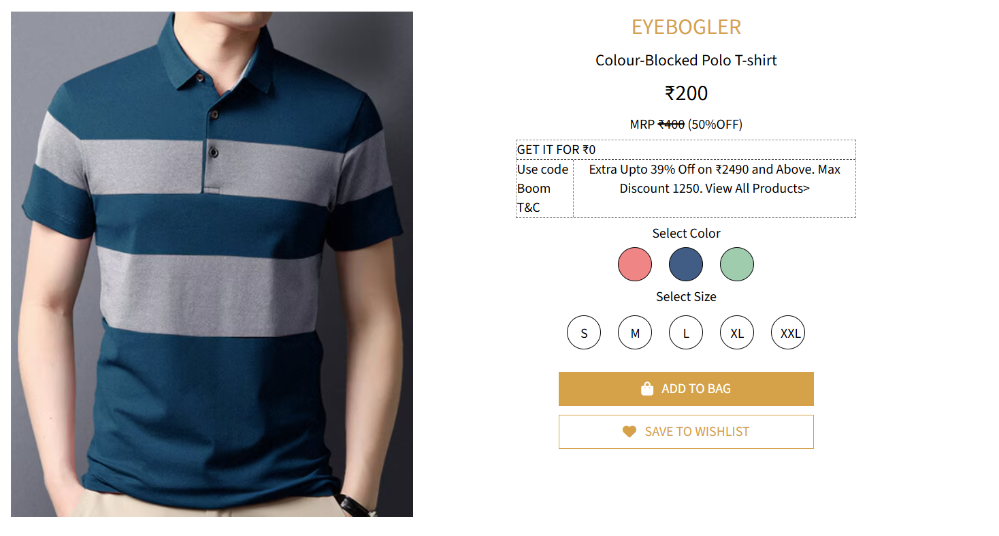 EYEBOGLER
Colour-Blocked Polo T-shirt
₹200
MRP ₹400 (50%OFF)
GET IT FOR ₹0
Use code
Boom
T&C
Extra Upto 39% Off on ₹2490 and Above. Max
Discount 1250. View All Products>
Select Color
Select Size
S M L XL XXL
ADD TO BAG
SAVE TO WISHLIST